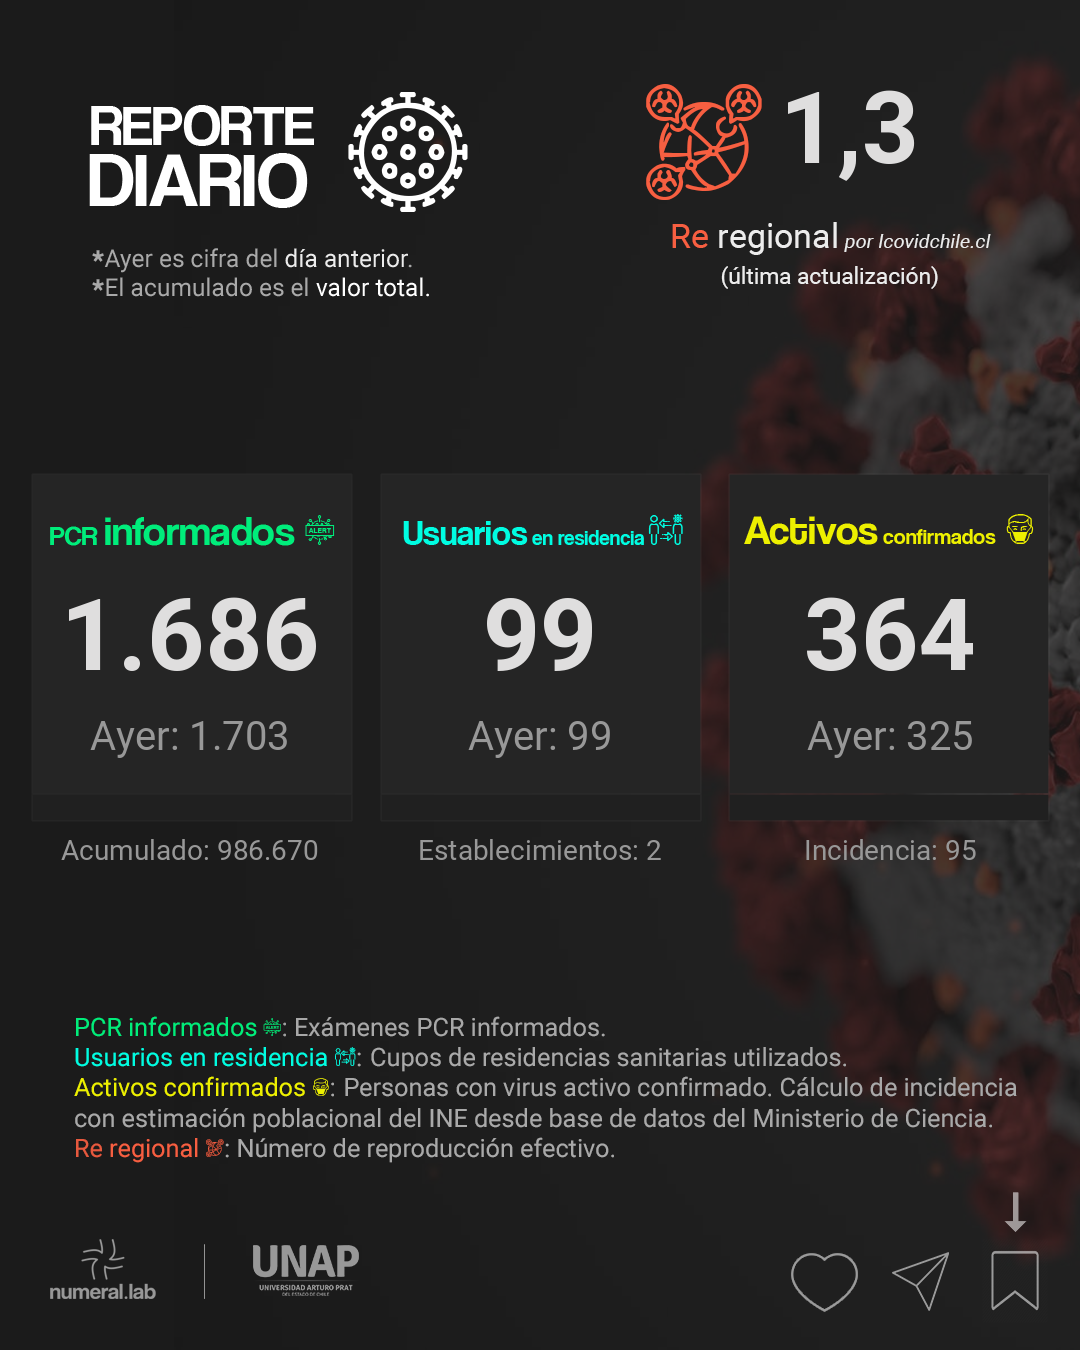 REPORTE
DIARIO
*Ayer es cifra del día anterior.
*El acumulado es el valor total.
1,3
Re regional por Icovidchile.cl
(última actualización)
PCR informados ALERT
1.686
Ayer: 1.703
Acumulado: 986.670
Usuarios en residencia
99
Ayer: 99
Establecimientos: 2
Activos confirmados
364
Ayer: 325
Incidencia: 95
PCR informados ALERT: Exámenes PCR informados.
Usuarios en residencia : Cupos de residencias sanitarias utilizados.
Activos confirmados : Personas con virus activo confirmado. Cálculo de incidencia
con estimación poblacional del INE desde base de datos del Ministerio de Ciencia.
Re regional : Número de reproducción efectivo.
numeral.lab
UNAP
UNIVERSIDAD ARTURO PRAT
DEL ESTADO DE CHILE